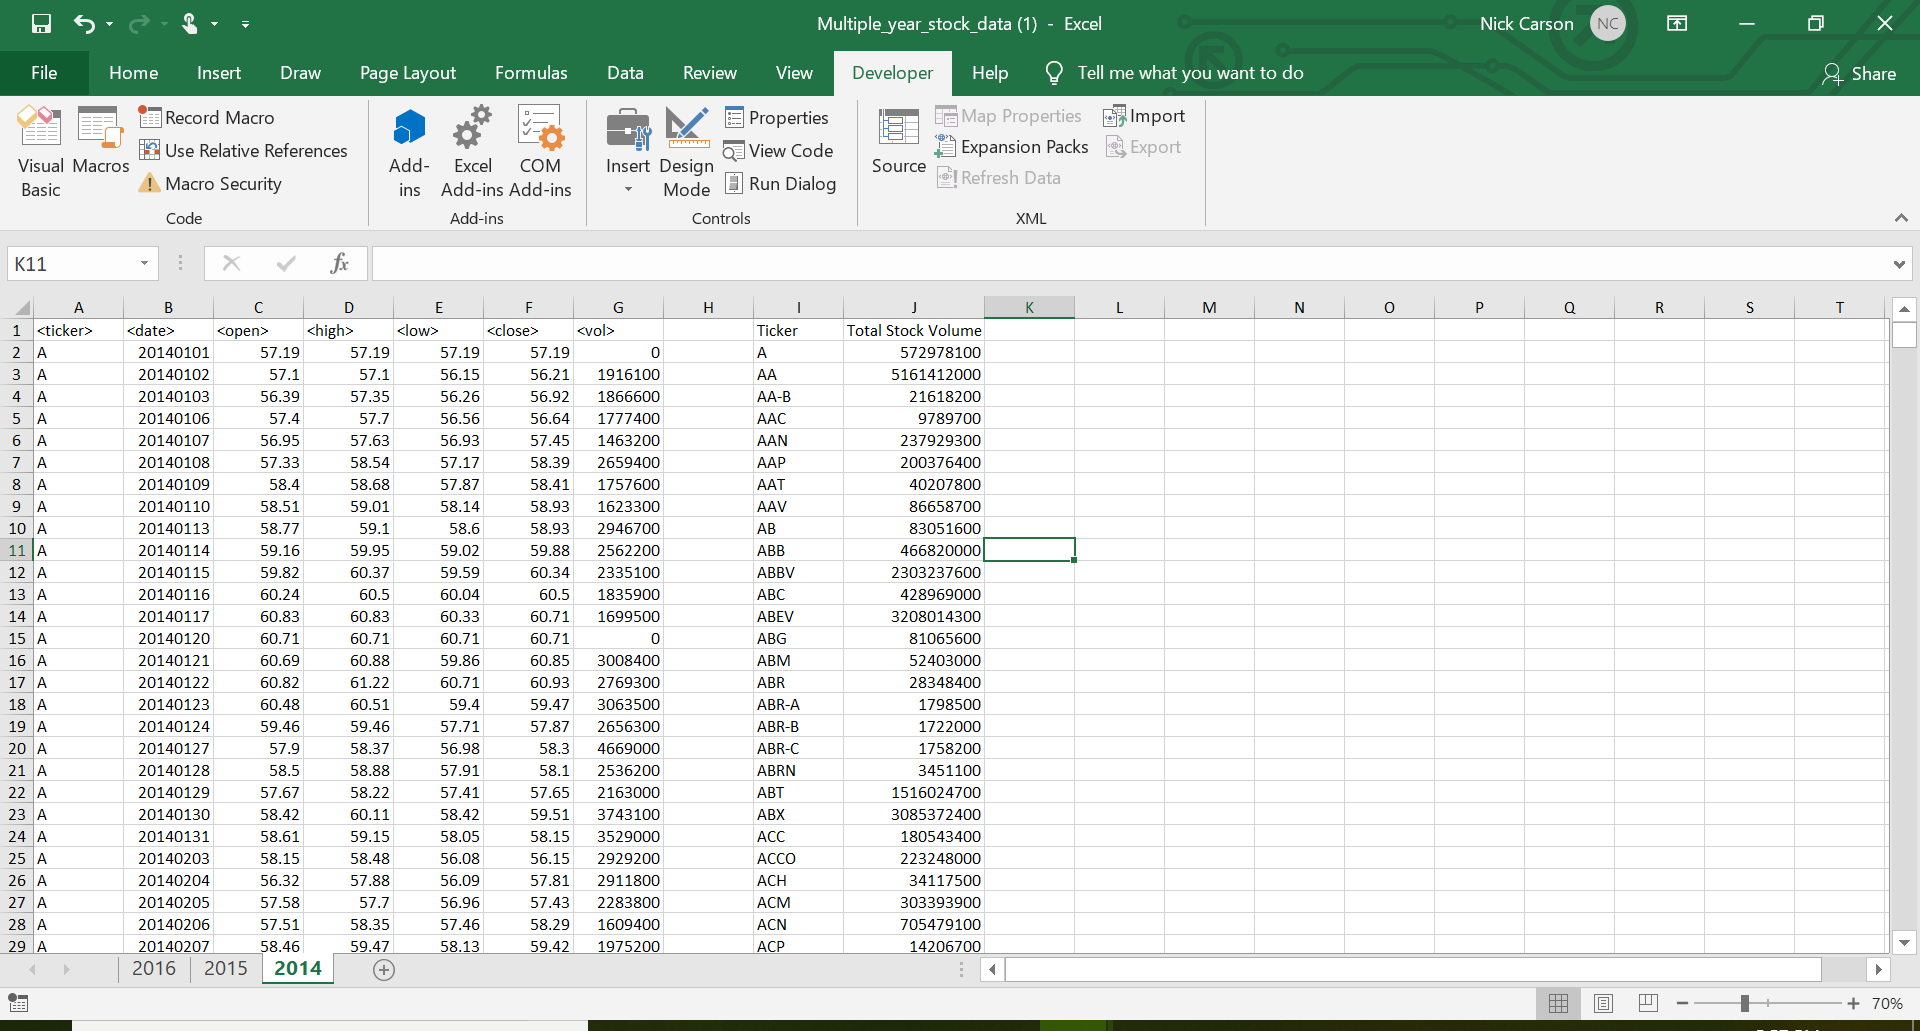 Multiple_year_stock_data (1) - Excel
Nick Carson NC
File Home Insert Draw Page Layout Formulas Data Review View Developer Help Tell me what you want to do Share
Visual Basic
Macros
Record Macro
Use Relative References
Macro Security
Code
Add-ins
Excel Add-ins
COM Add-ins
Add-ins
Insert
Design Mode
Properties
View Code
Run Dialog
Controls
Source
Map Properties
Expansion Packs
Refresh Data
Import
Export
XML
K11 fx
A B C D E F G H I J K L M N O P Q R S T
1 <ticker> <date> <open> <high> <low> <close> <vol> Ticker Total Stock Volume
2 A 20140101 57.19 57.19 57.19 57.19 0 A 572978100
3 A 20140102 57.1 57.1 56.15 56.21 1916100 AA 5161412000
4 A 20140103 56.39 57.35 56.26 56.92 1866600 AA-B 21618200
5 A 20140106 57.4 57.7 56.56 56.64 1777400 AAC 9789700
6 A 20140107 56.95 57.63 56.93 57.45 1463200 AAN 237929300
7 A 20140108 57.33 58.54 57.17 58.39 2659400 AAP 200376400
8 A 20140109 58.4 58.68 57.87 58.41 1757600 AAT 40207800
9 A 20140110 58.51 59.01 58.14 58.93 1623300 AAV 86658700
10 A 20140113 58.77 59.1 58.6 58.93 2946700 AB 83051600
11 A 20140114 59.16 59.95 59.02 59.88 2562200 ABB 466820000
12 A 20140115 59.82 60.37 59.59 60.34 2335100 ABBV 2303237600
13 A 20140116 60.24 60.5 60.04 60.5 1835900 ABC 428969000
14 A 20140117 60.83 60.83 60.33 60.71 1699500 ABEV 3208014300
15 A 20140120 60.71 60.71 60.71 60.71 0 ABG 81065600
16 A 20140121 60.69 60.88 59.86 60.85 3008400 ABM 52403000
17 A 20140122 60.82 61.22 60.71 60.93 2769300 ABR 28348400
18 A 20140123 60.48 60.51 59.4 59.47 3063500 ABR-A 1798500
19 A 20140124 59.46 59.46 57.71 57.87 2656300 ABR-B 1722000
20 A 20140127 57.9 58.37 56.98 58.3 4669000 ABR-C 1758200
21 A 20140128 58.5 58.88 57.91 58.1 2536200 ABRN 3451100
22 A 20140129 57.67 58.22 57.41 57.65 2163000 ABT 1516024700
23 A 20140130 58.42 60.11 58.42 59.51 3743100 ABX 3085372400
24 A 20140131 58.61 59.15 58.05 58.15 3529000 ACC 180543400
25 A 20140203 58.15 58.48 56.08 56.15 2929200 ACCO 223248000
26 A 20140204 56.32 57.88 56.09 57.81 2911800 ACH 34117500
27 A 20140205 57.58 57.7 56.96 57.43 2283800 ACM 303393900
28 A 20140206 57.51 58.35 57.46 58.29 1609400 ACN 705479100
29 A 20140207 58.46 59.47 58.13 59.42 1975200 ACP 14206700
2016 2015 2014
70%